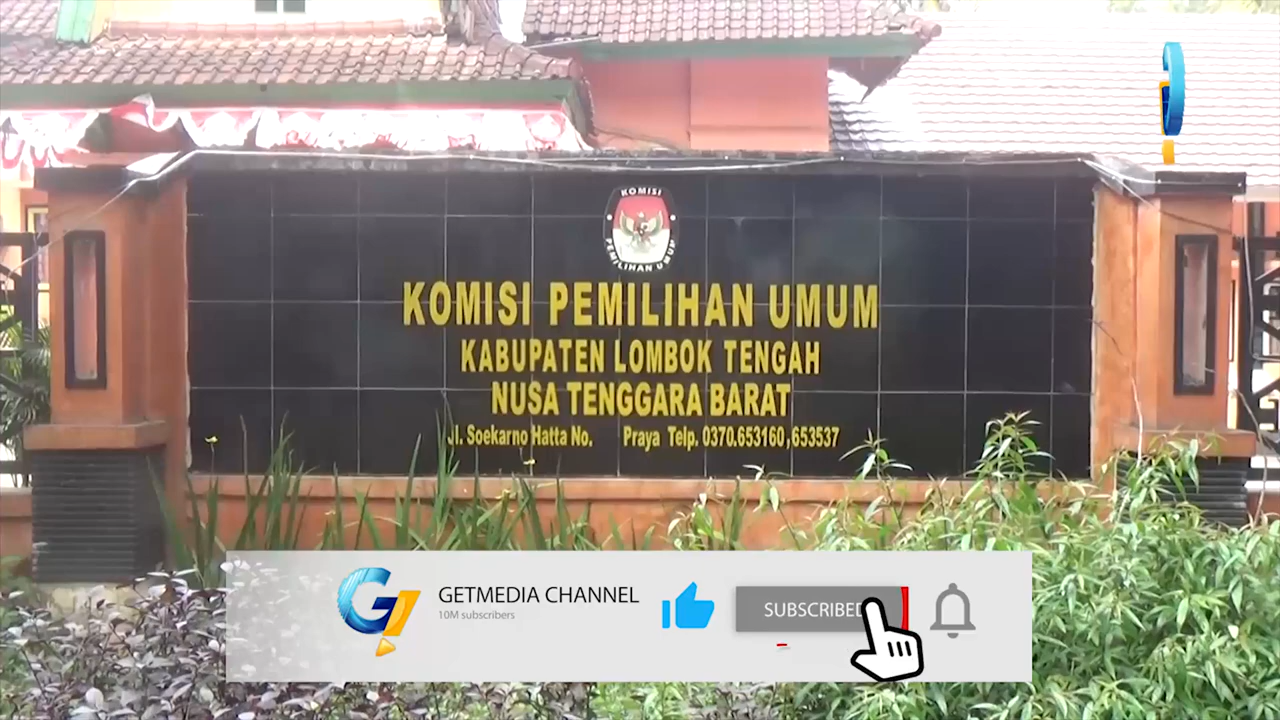 KOMISI
PEMILIHAN UMUM
KOMISI PEMILIHAN UMUM
KABUPATEN LOMBOK TENGAH
NUSA TENGGARA BARAT
Jl. Soekarno Hatta No. Praya Telp. 0370.653160,653537
GETMEDIA CHANNEL
10M subscribers
SUBSCRIBED